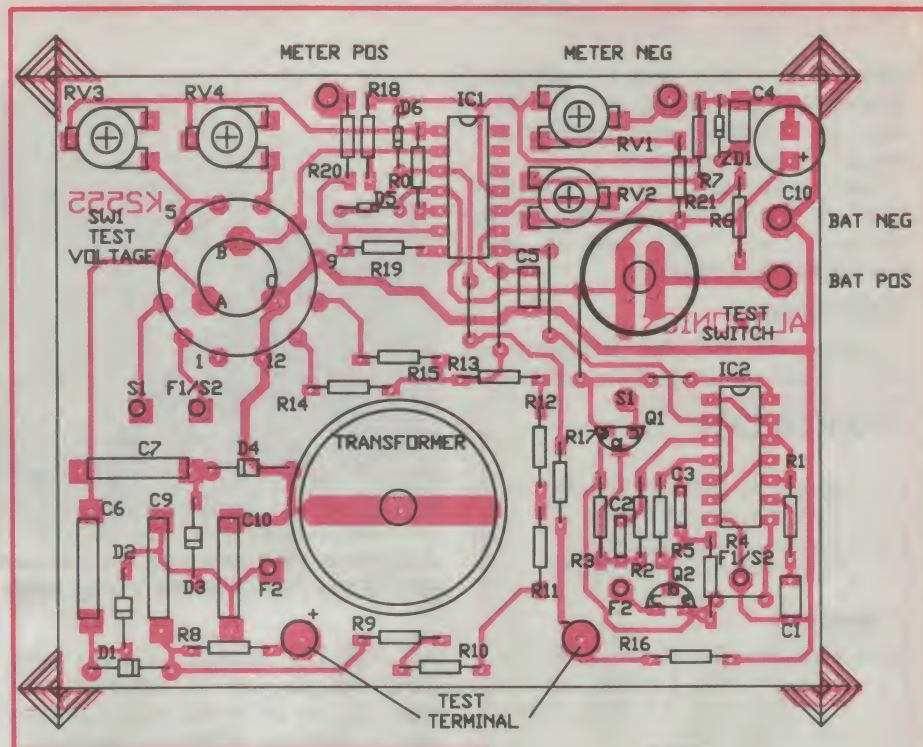 METER POS METER NEG
RV3 RV4 R18 D6 IC1 C4
R20 R0 RV1 R7 ZD1
KS222 D5 RV2 R21 R6 C10
SW1 5
TEST
VOLTAGE
B 9 R19 C5
BAT NEG
A C
BAT POS
TEST
SWITCH
ALTRONICS
1 12
S1 F1/S2 R14 R15 R13 R12 S1 Q1 IC2
R17
TRANSFORMER
C7 D4 R1
C6 C9 C10 C2 C3
D2 D3 F2 R11 R3 R2 R5 R4
F1/S2
F2 Q2
D1 R8 + R9 R10 R16 C1
TEST
TERMINAL